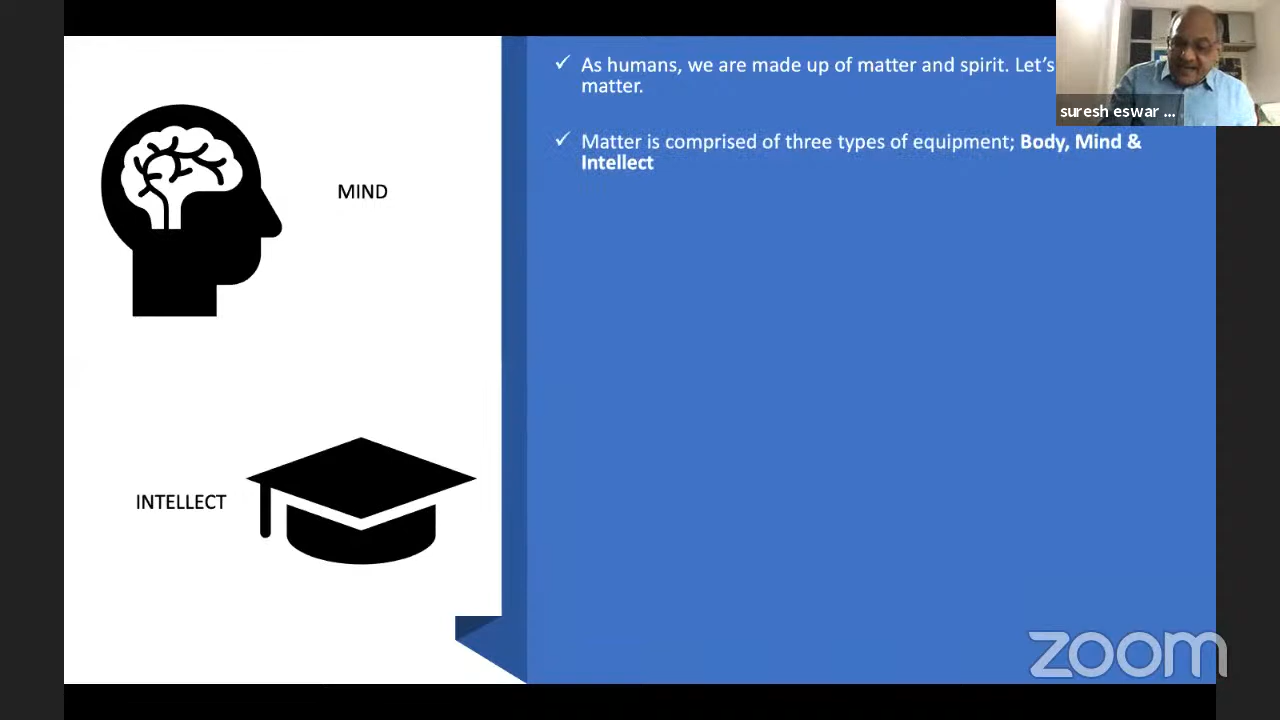 ✓ As humans, we are made up of matter and spirit. Let's
matter.
✓ Matter is comprised of three types of equipment; Body, Mind &
Intellect
MIND
INTELLECT
suresh eswar ...
zoom